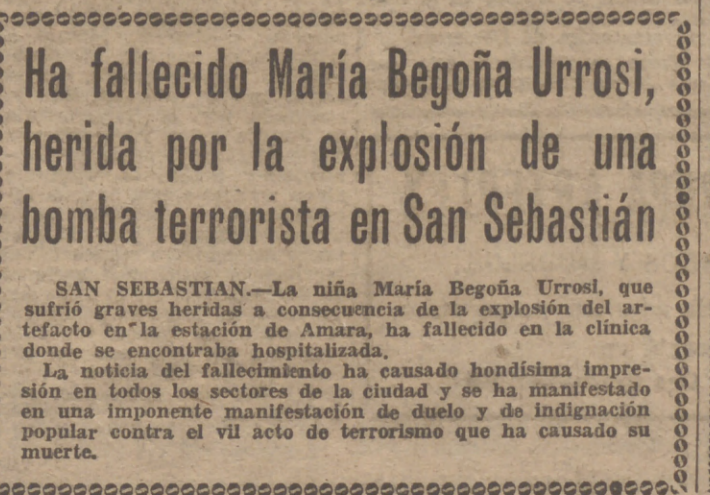 Ha fallecido María Begoña Urrosi,
herida por la explosión de una
bomba terrorista en San Sebastián
SAN SEBASTIAN.—La niña María Begoña Urrosi, que
sufrió graves heridas a consecuencia de la explosión del ar-
tefacto en la estación de Amara, ha fallecido en la clínica
donde se encontraba hospitalizada.
La noticia del fallecimiento ha causado hondísima impre-
sión en todos los sectores de la ciudad y se ha manifestado
en una imponente manifestación de duelo y de indignación
popular contra el vil acto de terrorismo que ha causado su
muerte.